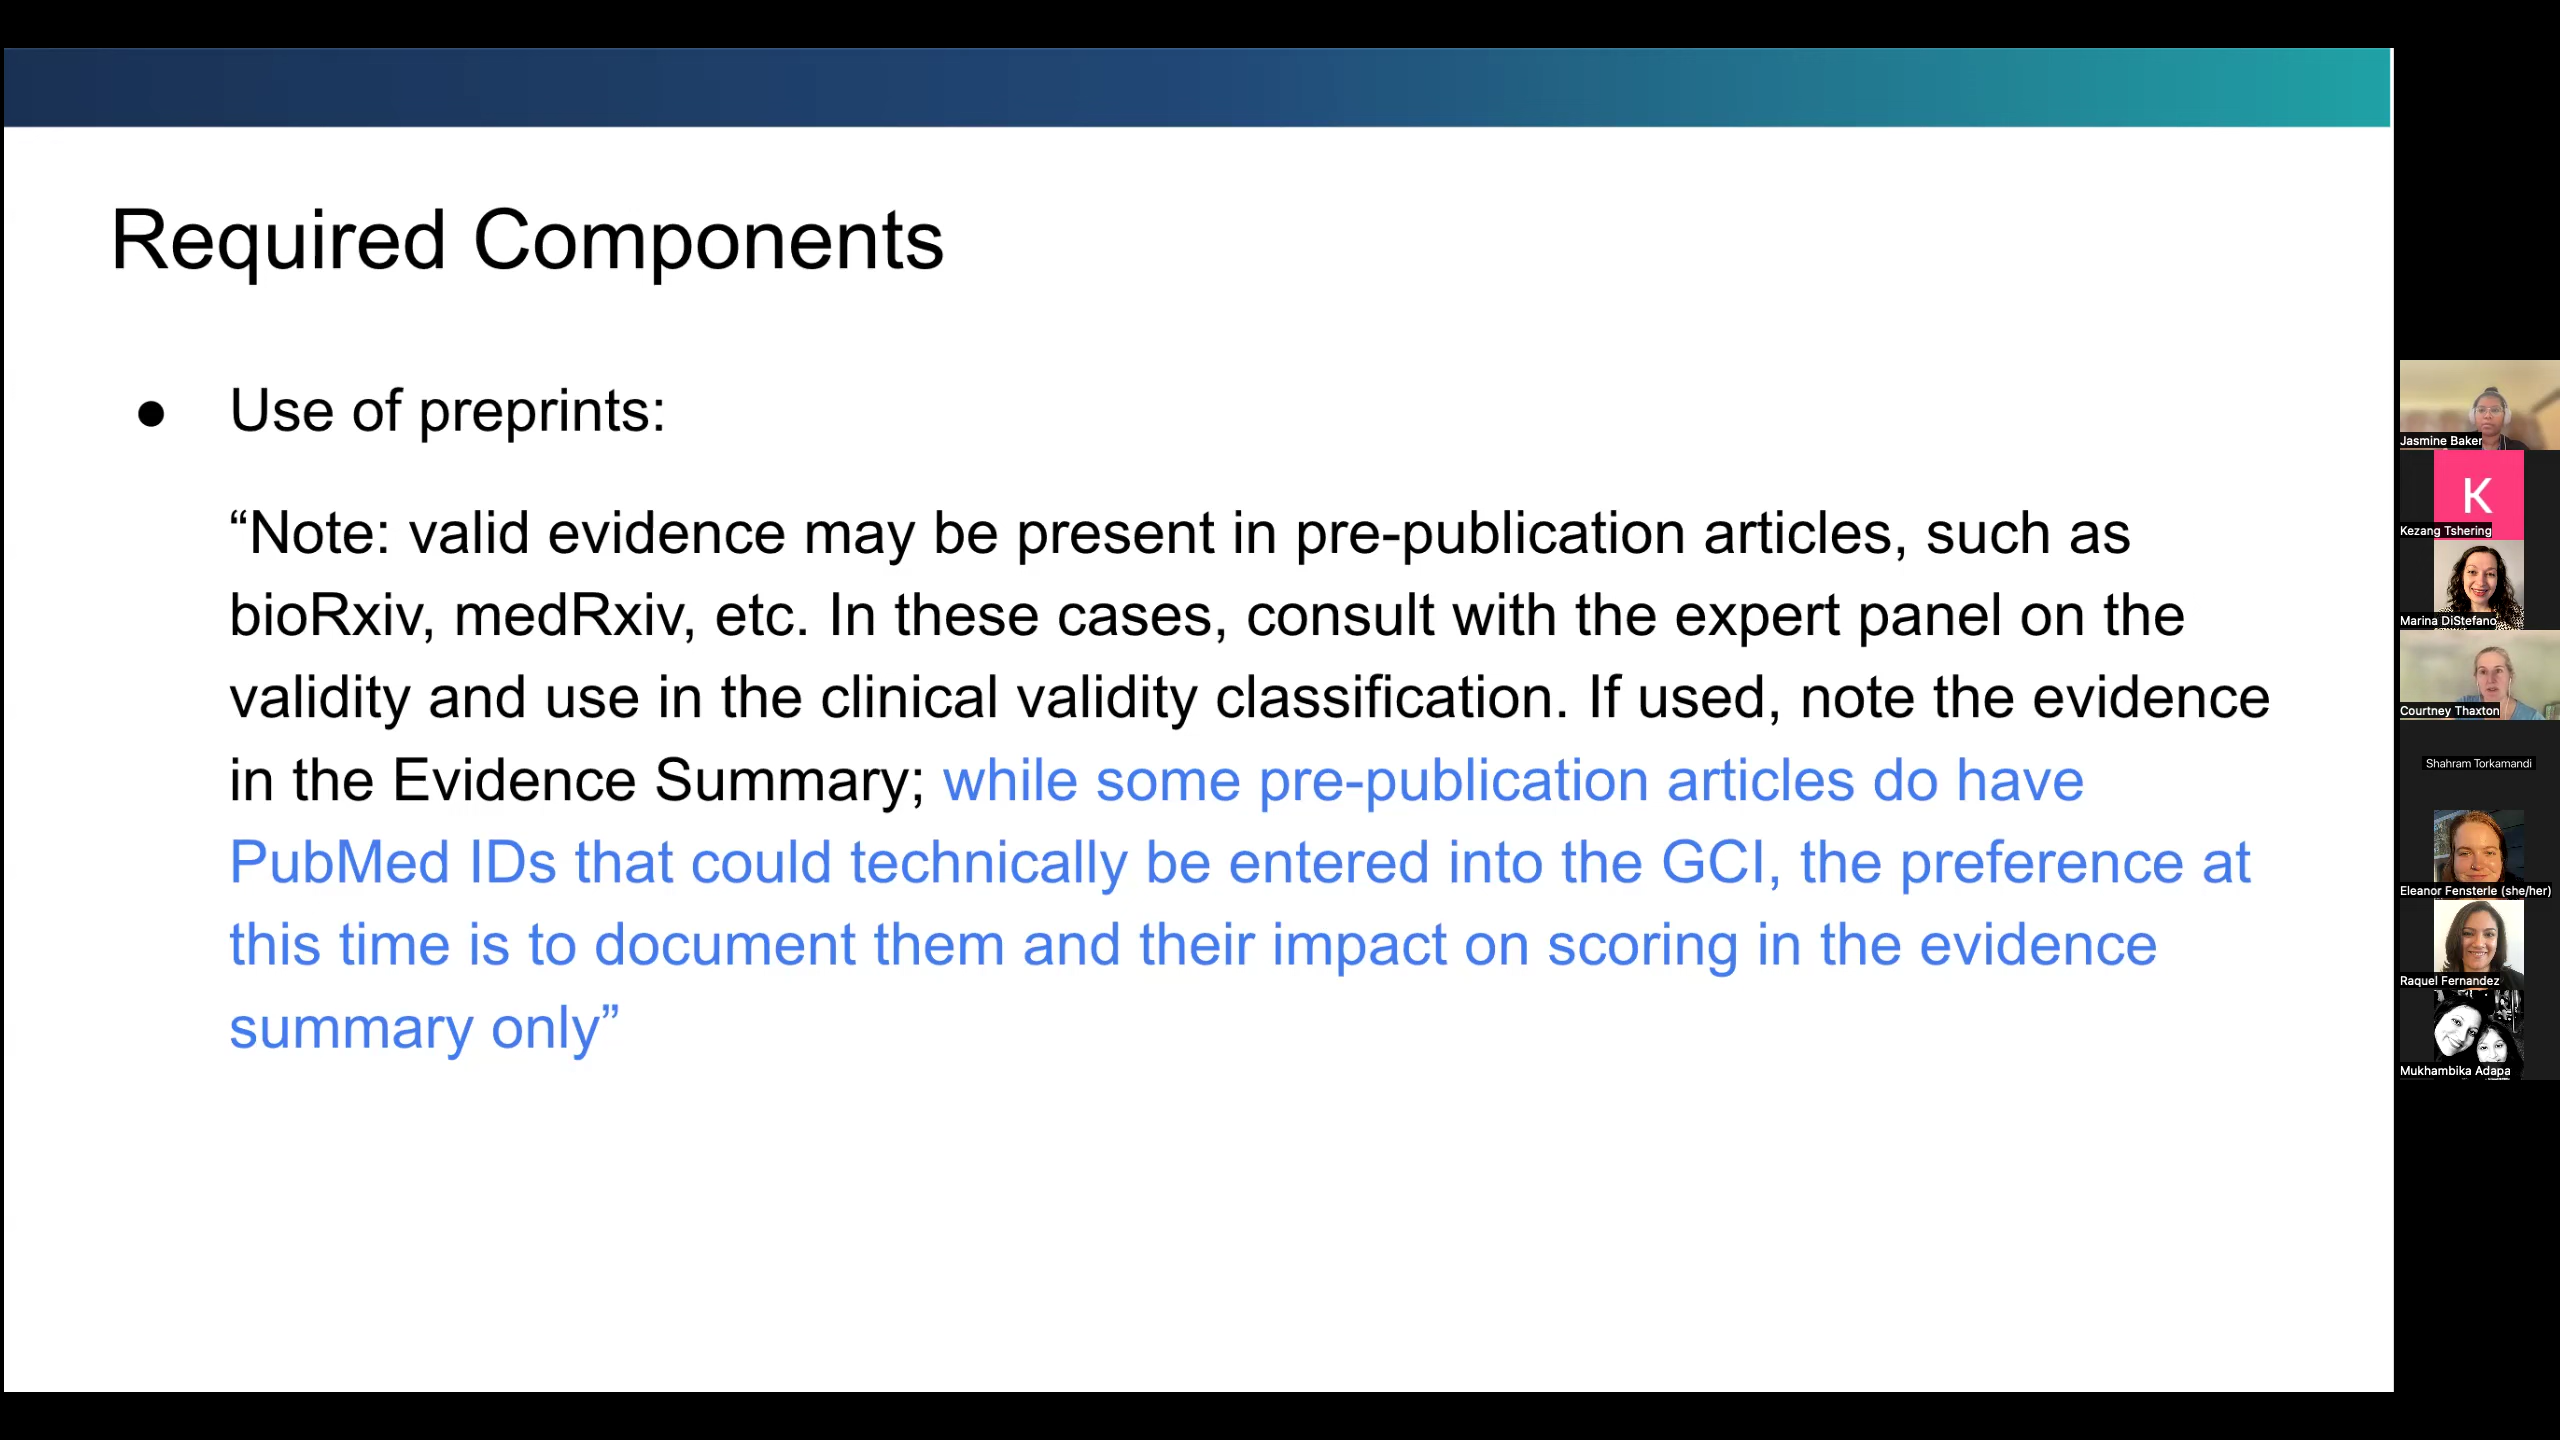 Required Components
● Use of preprints:
“Note: valid evidence may be present in pre-publication articles, such as
bioRxiv, medRxiv, etc. In these cases, consult with the expert panel on the
validity and use in the clinical validity classification. If used, note the evidence
in the Evidence Summary; while some pre-publication articles do have
PubMed IDs that could technically be entered into the GCI, the preference at
this time is to document them and their impact on scoring in the evidence
summary only”
Jasmine Baker
K
Kezang Tshering
Marina DiStefano
Courtney Thaxton
Shahram Torkamandi
Eleanor Fensterle (she/her)
Raquel Fernandez
Mukhambika Adapa